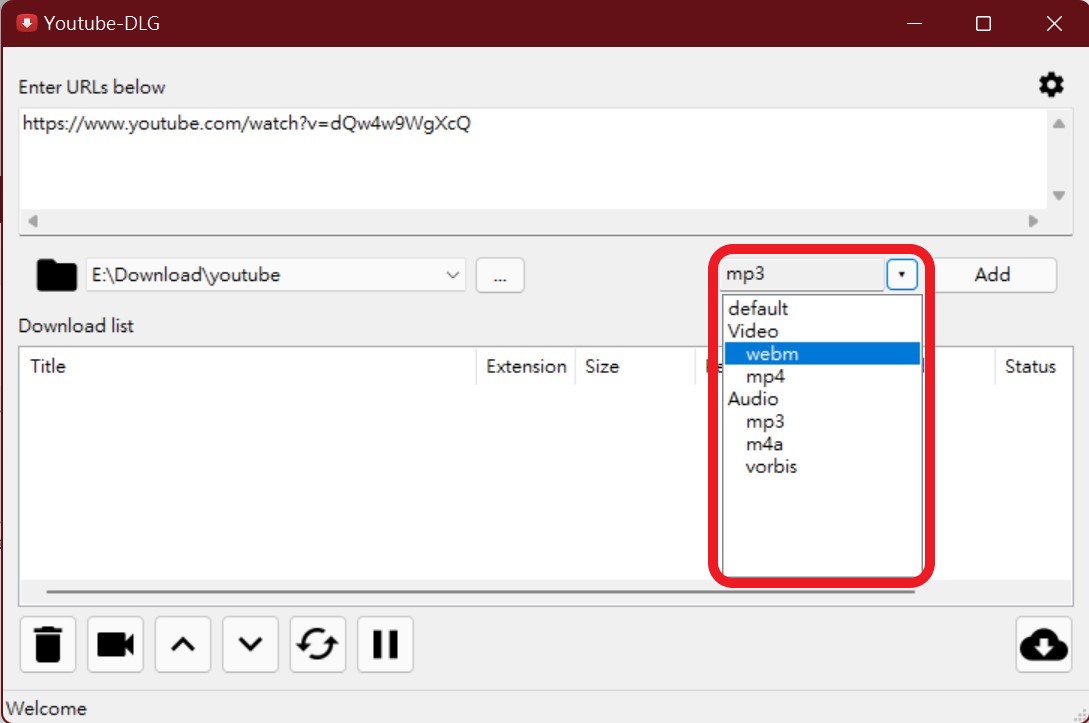 Youtube-DLG
Enter URLs below
https://www.youtube.com/watch?v=dQw4w9WgXcQ
E:\Download\youtube
...
mp3
Add
default
Video
webm
mp4
Audio
mp3
m4a
vorbis
Download list
Title Extension Size Status
Welcome